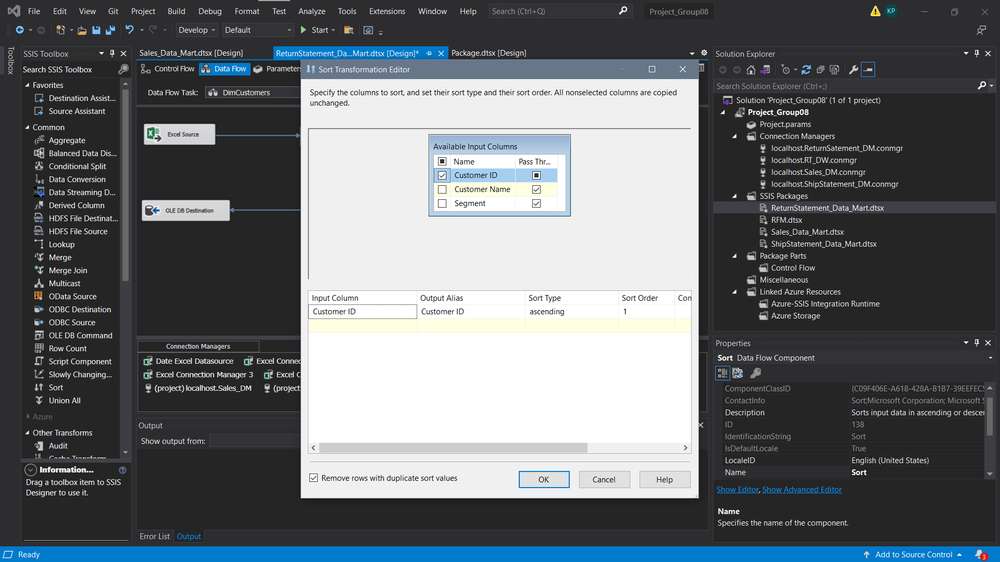 File Edit View Git Project Build Debug Format Test Analyze Tools Extensions Window Help Search (Ctrl+Q) Project_Group08 KP
Develop Default Start
Toolbox
SSIS Toolbox
Search SSIS Toolbox
Favorites
Destination Assist...
Source Assistant
Common
Aggregate
Balanced Data Dis...
Conditional Split
Data Conversion
Data Streaming D...
Derived Column
HDFS File Destinat...
HDFS File Source
Lookup
Merge
Merge Join
Multicast
OData Source
ODBC Destination
ODBC Source
OLE DB Command
Row Count
Script Component
Slowly Changing...
Sort
Union All
Azure
Other Transforms
Audit
Cache Transform
Information...
Drag a toolbox item to SSIS
Designer to use it.
Sales_Data_Mart.dtsx [Design] ReturnStatement_Da...Mart.dtsx [Design]* Package.dtsx [Design]
Control Flow Data Flow Parameters
Data Flow Task: DimCustomers
Excel Source
OLE DB Destination
Connection Managers
Date Excel Datasource Excel Connec
Excel Connection Manager 3 Excel C
(project) localhost.Sales_DM (project
Output
Show output from:
Error List Output
Sort Transformation Editor
Specify the columns to sort, and set their sort type and their sort order. All nonselected columns are copied
unchanged.
Available Input Columns
Name Pass Thr...
Customer ID
Customer Name
Segment
Input Column Output Alias Sort Type Sort Order Con
Customer ID Customer ID ascending 1
Remove rows with duplicate sort values
OK Cancel Help
Solution Explorer
Search Solution Explorer (Ctrl+;)
Solution 'Project_Group08' (1 of 1 project)
Project_Group08
Project.params
Connection Managers
localhost.ReturnSatement_DM.conmgr
localhost.RT_DW.conmgr
localhost.Sales_DM.conmgr
localhost.ShipStatement_DM.conmgr
SSIS Packages
ReturnStatement_Data_Mart.dtsx
RFM.dtsx
Sales_Data_Mart.dtsx
ShipStatement_Data_Mart.dtsx
Package Parts
Control Flow
Miscellaneous
Linked Azure Resources
Azure-SSIS Integration Runtime
Azure Storage
Properties
Sort Data Flow Component
ComponentClassID {C09F406E-A618-428A-B1B7-39EEFEC5
ContactInfo Sort;Microsoft Corporation; Microsoft S
Description Sorts input data in ascending or descer
ID 138
IdentificationString Sort
IsDefaultLocale True
LocaleID English (United States)
Name Sort
Show Editor, Show Advanced Editor
Name
Specifies the name of the component.
Ready Add to Source Control 3